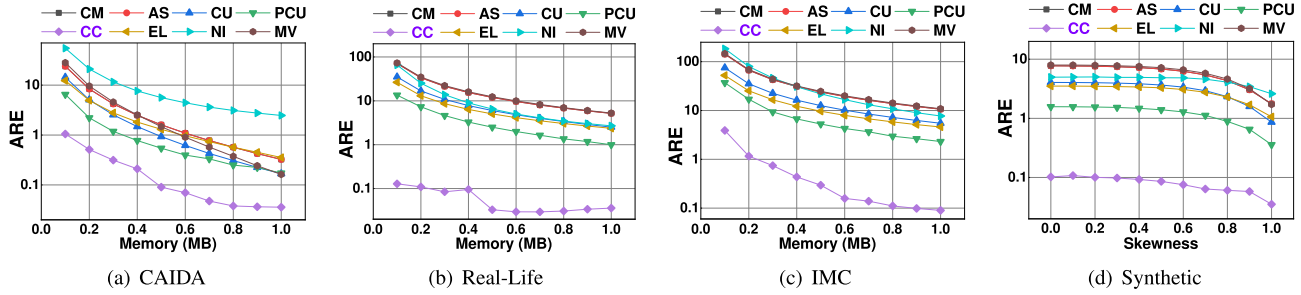 CM AS CU PCU
CC EL NI MV
ARE
10
1
0.1
0.0 0.2 0.4 0.6 0.8 1.0
Memory (MB)
(a) CAIDA
CM AS CU PCU
CC EL NI MV
ARE
100
10
1
0.1
0.0 0.2 0.4 0.6 0.8 1.0
Memory (MB)
(b) Real-Life
CM AS CU PCU
CC EL NI MV
ARE
100
10
1
0.1
0.0 0.2 0.4 0.6 0.8 1.0
Memory (MB)
(c) IMC
CM AS CU PCU
CC EL NI MV
ARE
10
1
0.1
0.0 0.2 0.4 0.6 0.8 1.0
Skewness
(d) Synthetic